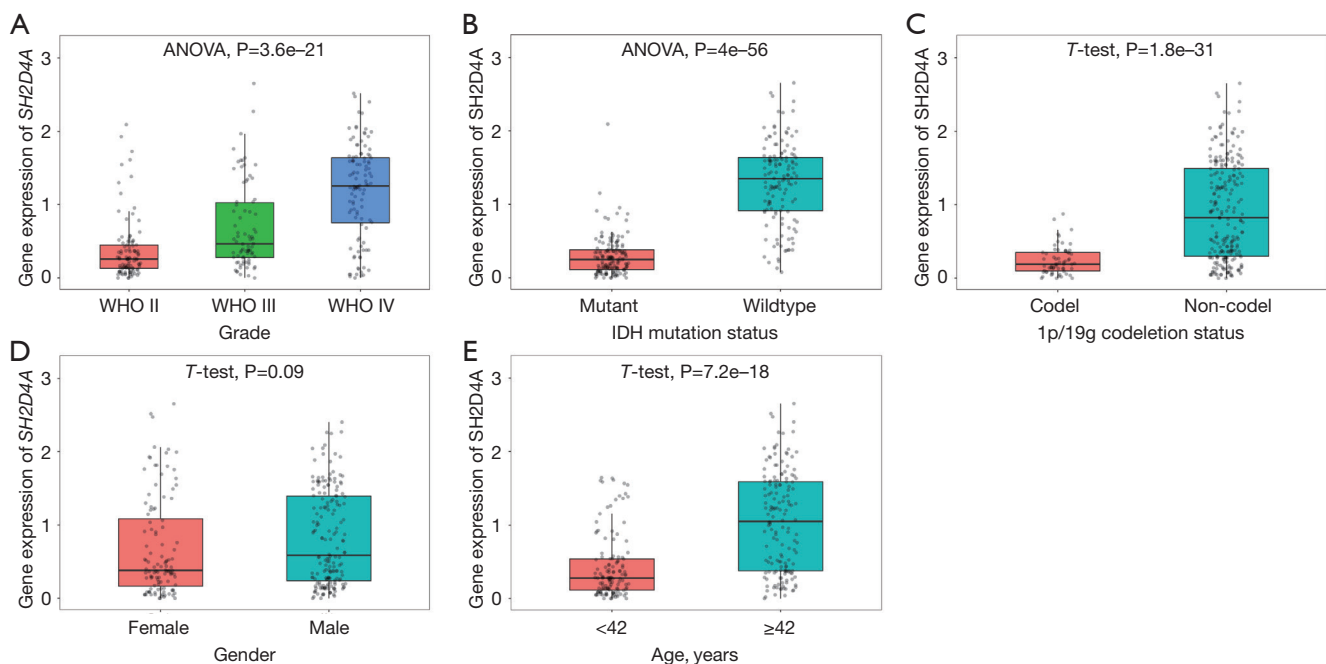 A
Gene expression of SH2D4A
ANOVA, P=3.6e–21
3
2
1
0
WHO II WHO III WHO IV
Grade
B
Gene expression of SH2D4A
ANOVA, P=4e–56
3
2
1
0
Mutant Wildtype
IDH mutation status
C
Gene expression of SH2D4A
T-test, P=1.8e–31
3
2
1
0
Codel Non-codel
1p/19g codeletion status
D
Gene expression of SH2D4A
T-test, P=0.09
3
2
1
0
Female Male
Gender
E
Gene expression of SH2D4A
T-test, P=7.2e–18
3
2
1
0
<42 ≥42
Age, years